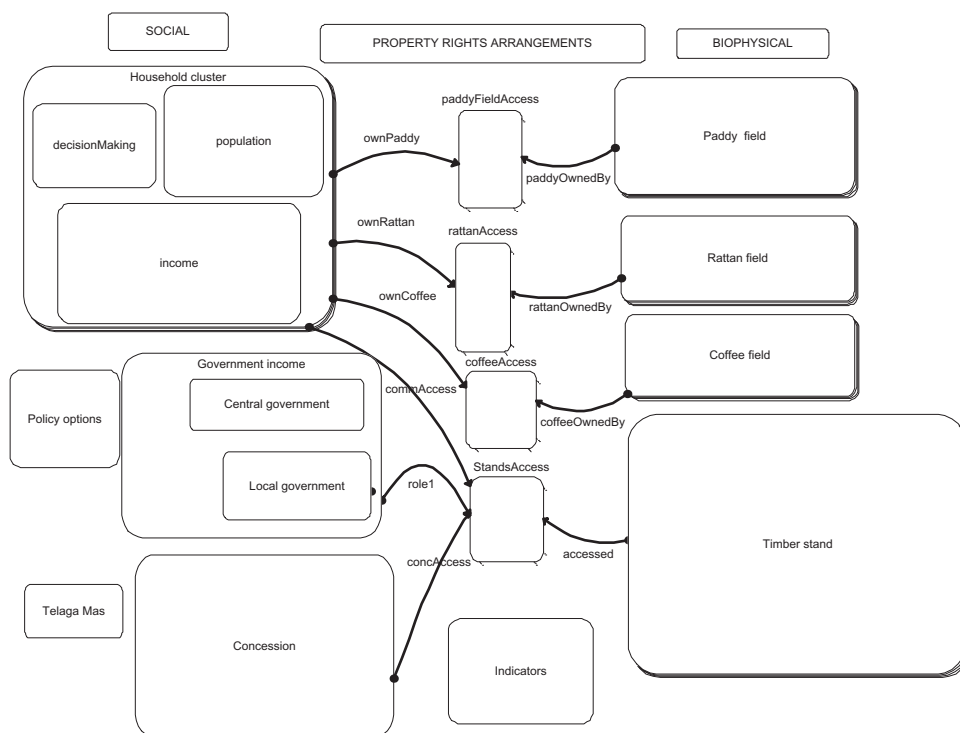 SOCIAL
PROPERTY RIGHTS ARRANGEMENTS
BIOPHYSICAL
Household cluster
decisionMaking
population
income
ownPaddy
paddyFieldAccess
paddyOwnedBy
Paddy field
ownRattan
rattanAccess
rattanOwnedBy
Rattan field
ownCoffee
coffeeAccess
coffeeOwnedBy
Coffee field
commAccess
Government income
Central government
Local government
Policy options
role1
StandsAccess
accessed
Timber stand
concAccess
Telaga Mas
Concession
Indicators